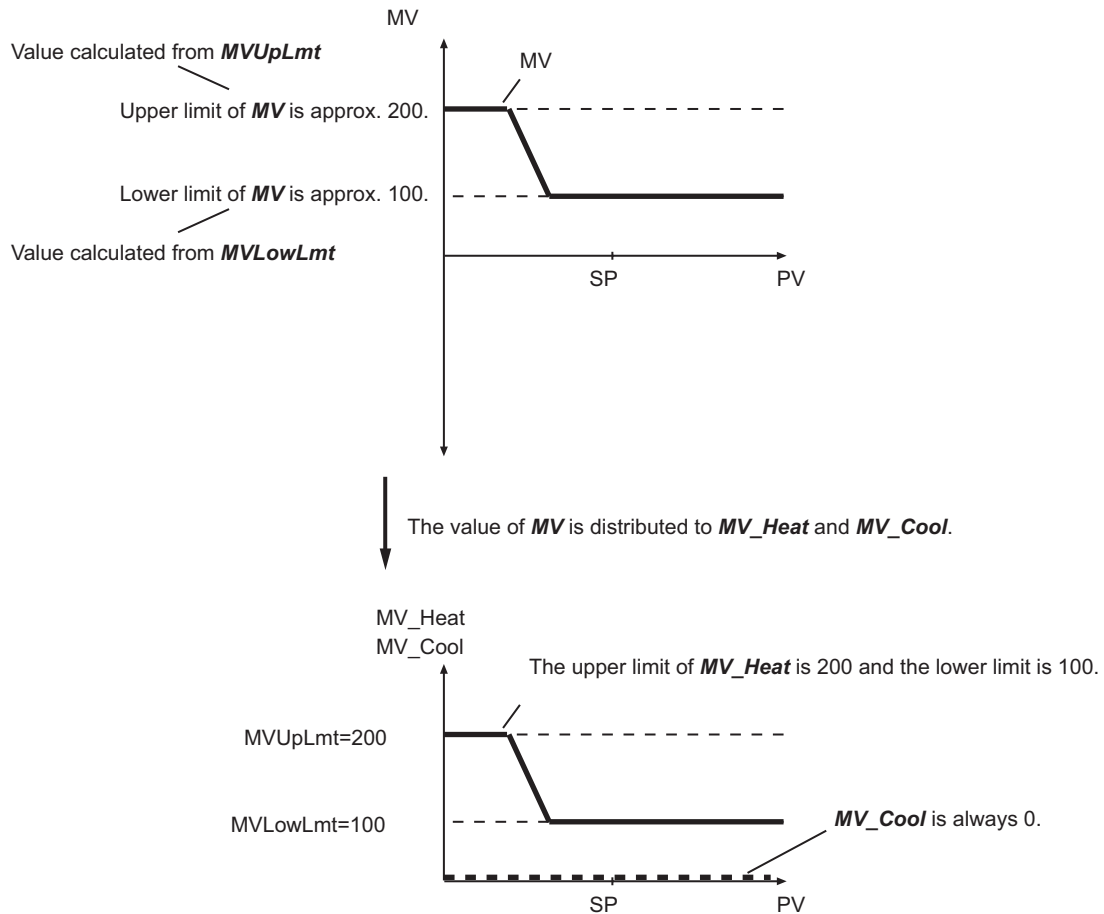 MV
Value calculated from MVUpLmt
MV
Upper limit of MV is approx. 200.
Lower limit of MV is approx. 100.
Value calculated from MVLowLmt
SP
PV
The value of MV is distributed to MV_Heat and MV_Cool.
MV_Heat
MV_Cool
The upper limit of MV_Heat is 200 and the lower limit is 100.
MVUpLmt=200
MVLowLmt=100
MV_Cool is always 0.
SP
PV